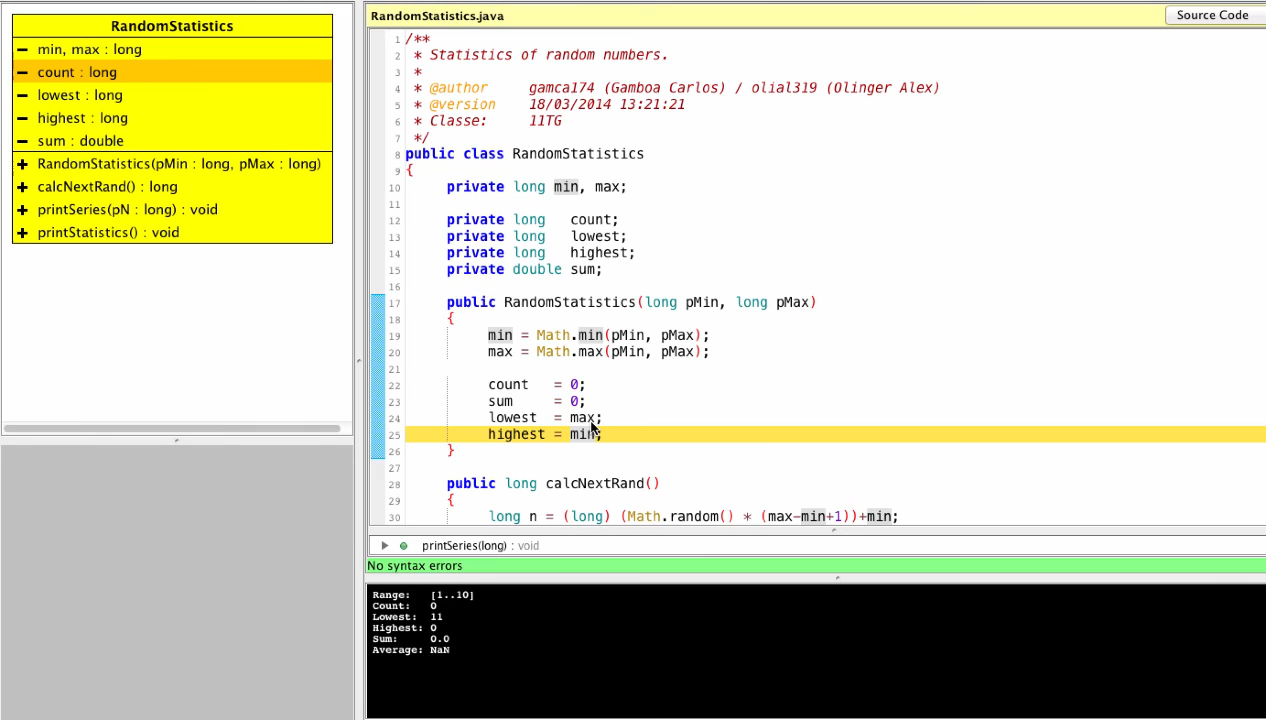 RandomStatistics
min, max : long
count : long
lowest : long
highest : long
sum : double
RandomStatistics(pMin : long, pMax : long)
calcNextRand() : long
printSeries(pN : long) : void
printStatistics() : void
RandomStatistics.java
Source Code
1 /**
2 * Statistics of random numbers.
3 *
4 * @author gamca174 (Gamboa Carlos) / olial319 (Olinger Alex)
5 * @version 18/03/2014 13:21:21
6 * Classe: 11TG
7 */
8 public class RandomStatistics
9 {
10 private long min, max;
11
12 private long count;
13 private long lowest;
14 private long highest;
15 private double sum;
16
17 public RandomStatistics(long pMin, long pMax)
18 {
19 min = Math.min(pMin, pMax);
20 max = Math.max(pMin, pMax);
21
22 count = 0;
23 sum = 0;
24 lowest = max;
25 highest = min;
26 }
27
28 public long calcNextRand()
29 {
30 long n = (long) (Math.random() * (max-min+1))+min;
printSeries(long) : void
No syntax errors
Range: [1..10]
Count: 0
Lowest: 11
Highest: 0
Sum: 0.0
Average: NaN